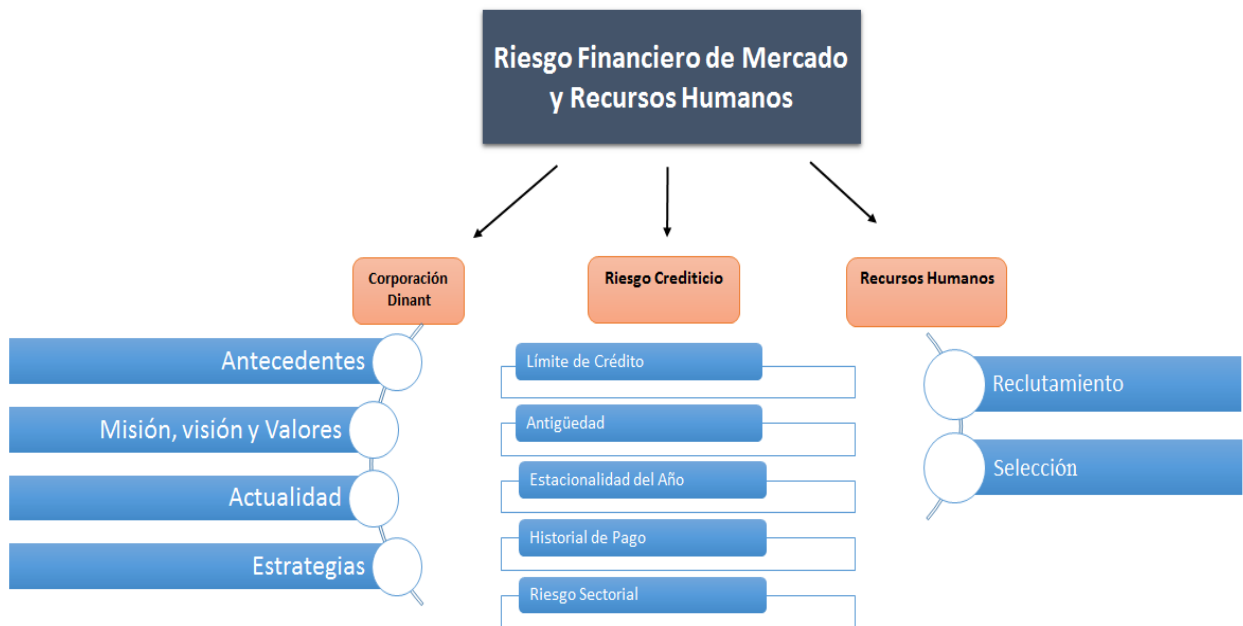 Riesgo Financiero de Mercado
y Recursos Humanos
Corporación
Dinant
Antecedentes
Misión, visión y Valores
Actualidad
Estrategias
Riesgo Crediticio
Límite de Crédito
Antigüedad
Estacionalidad del Año
Historial de Pago
Riesgo Sectorial
Recursos Humanos
Reclutamiento
Selección